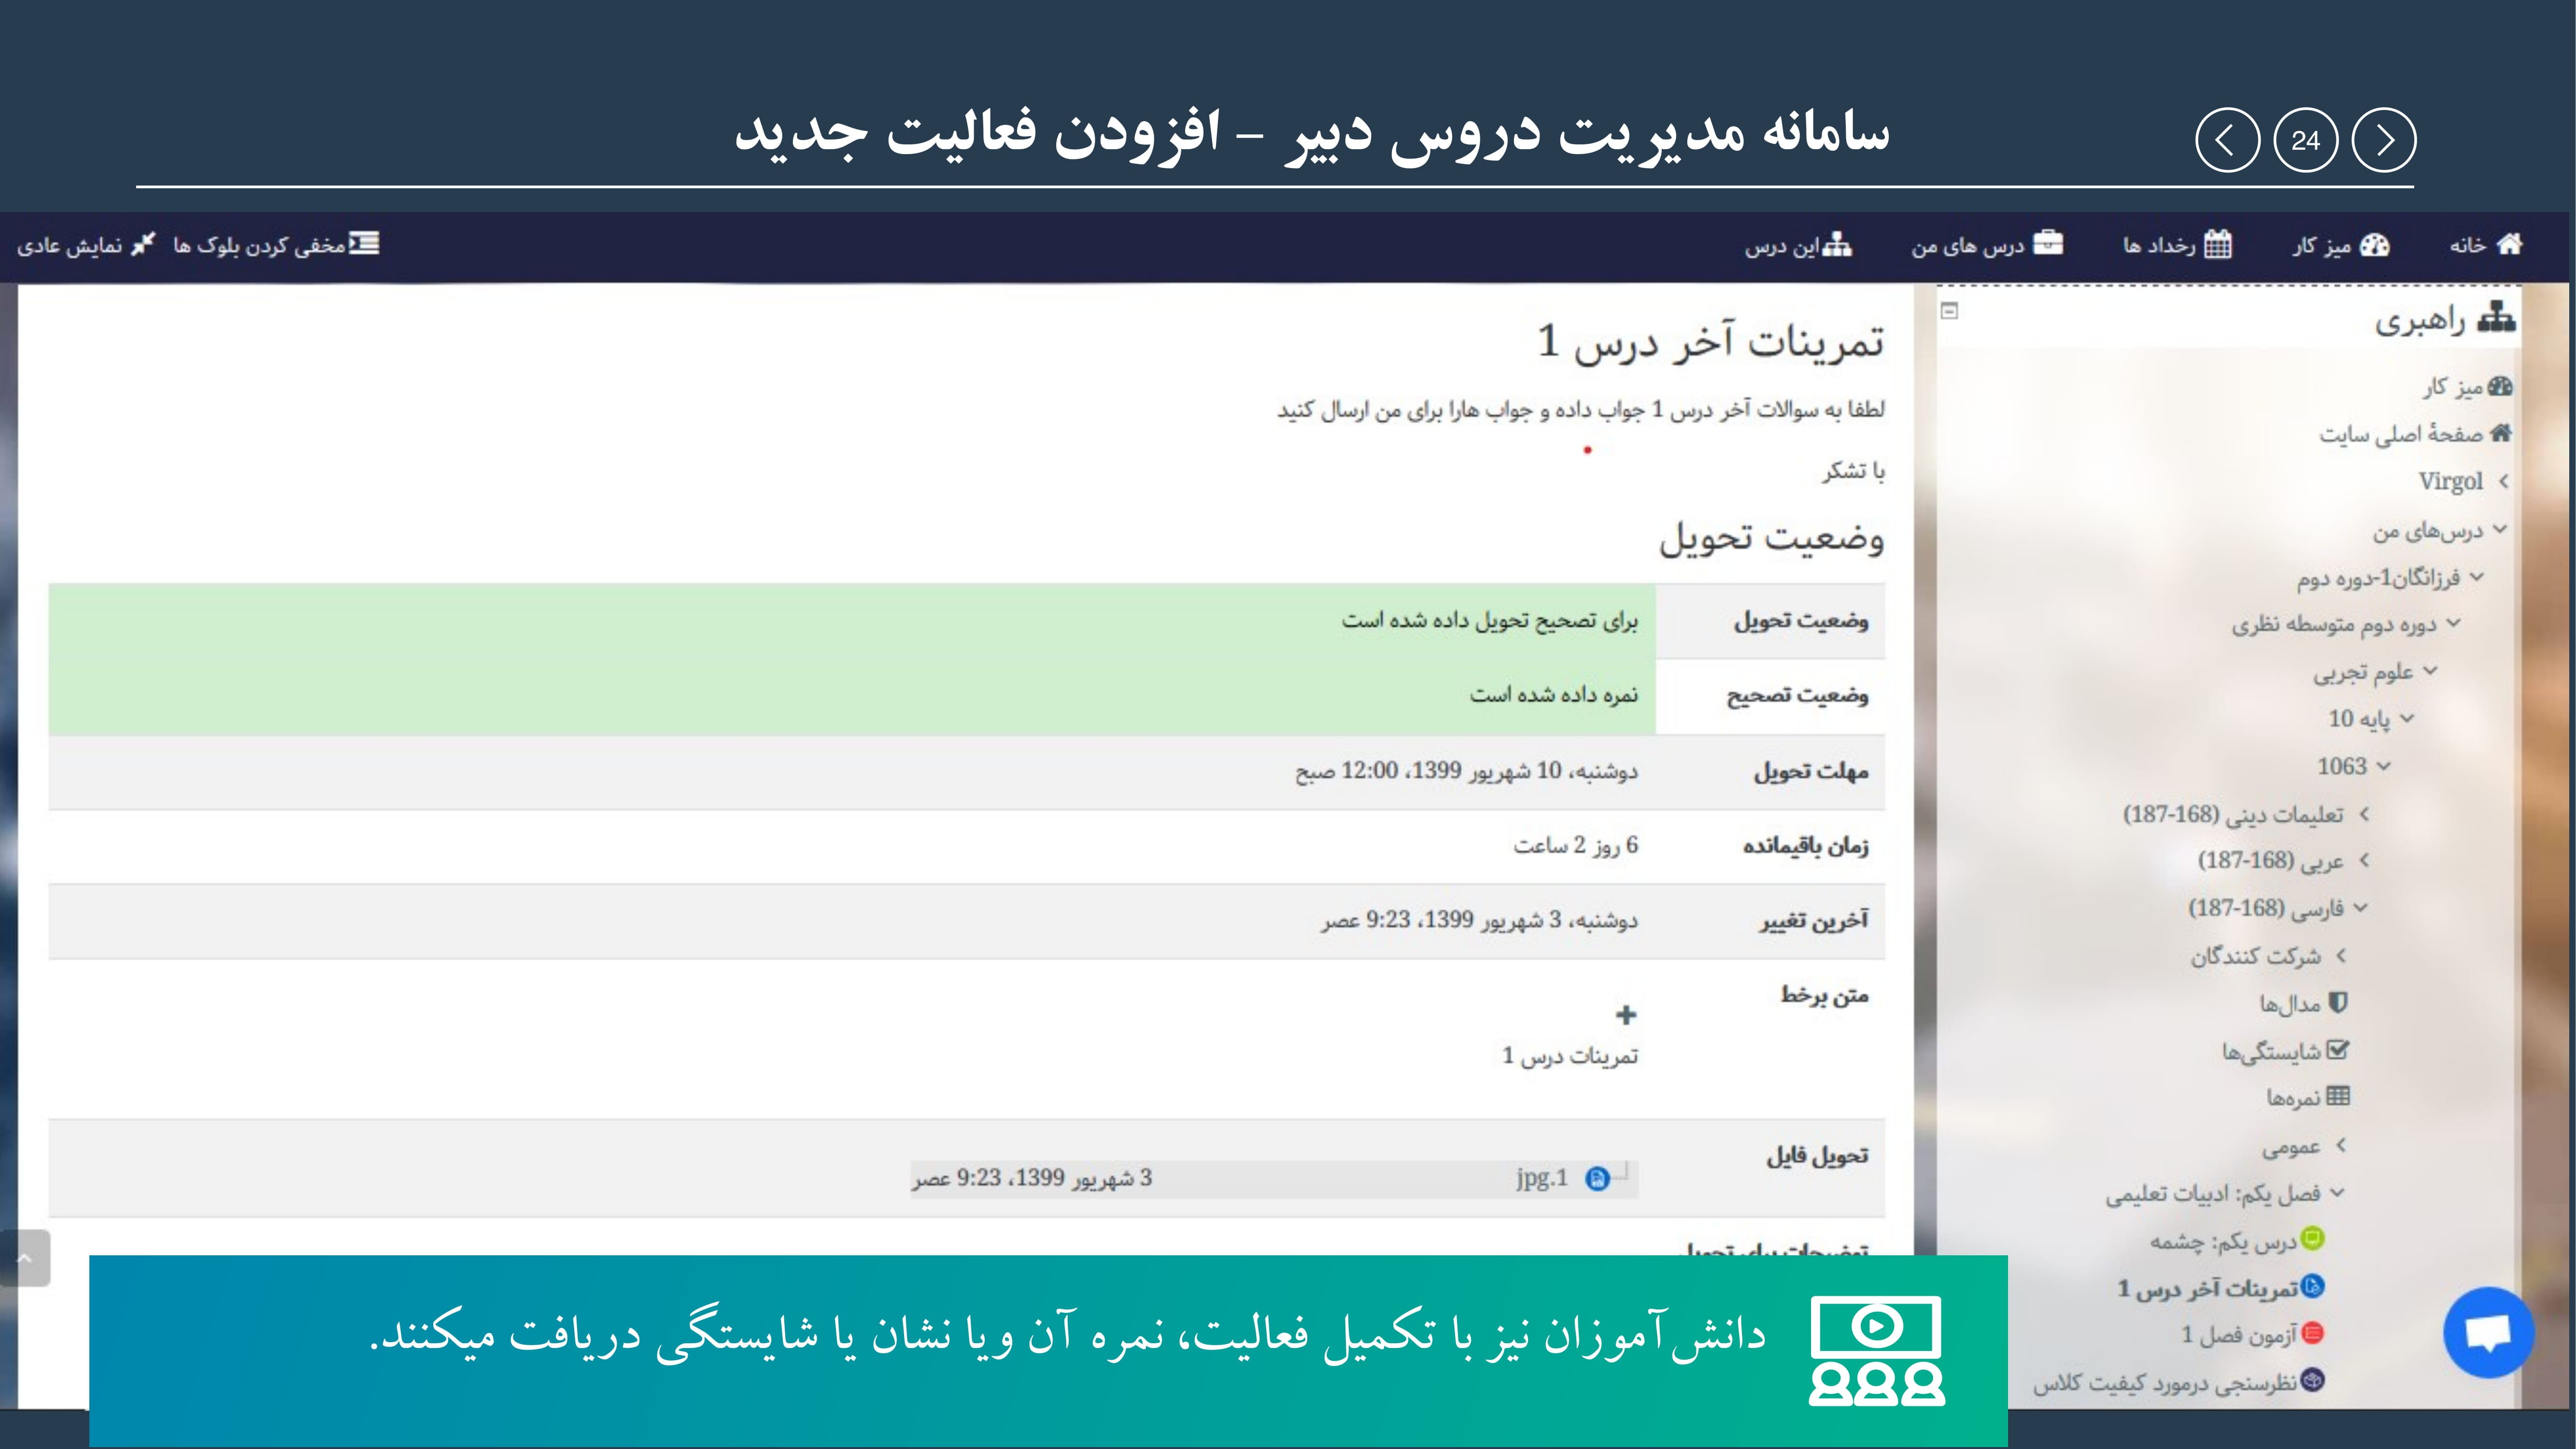 سامانه مدیریت دروس دبیر – افزودن فعالیت جدید
24
خانه
میز کار
رخداد ها
درس های من
این درس
مخفی کردن بلوک ها
نمایش عادی
راهبری
میز کار
صفحهٔ اصلی سایت
Virgol
درس‌های من
فرزانگان1-دوره دوم
دوره دوم متوسطه نظری
علوم تجربی
پایه 10
1063
تعلیمات دینی (168-187)
عربی (168-187)
فارسی (168-187)
شرکت کنندگان
مدال‌ها
شایستگی‌ها
نمره‌ها
عمومی
فصل یکم: ادبیات تعلیمی
درس یکم: چشمه
تمرینات آخر درس 1
آزمون فصل 1
نظرسنجی درمورد کیفیت کلاس
تمرینات آخر درس 1
لطفا به سوالات آخر درس 1 جواب داده و جواب هارا برای من ارسال کنید
با تشکر
وضعیت تحویل
وضعیت تحویل برای تصحیح تحویل داده شده است
وضعیت تصحیح نمره داده شده است
مهلت تحویل دوشنبه، 10 شهریور 1399، 12:00 صبح
زمان باقیمانده 6 روز 2 ساعت
آخرین تغییر دوشنبه، 3 شهریور 1399، 9:23 عصر
متن برخط
تمرینات درس 1
تحویل فایل
jpg.1 3 شهریور 1399، 9:23 عصر
دانش‌آموزان نیز با تکمیل فعالیت، نمره آن ویا نشان یا شایستگی دریافت میکنند.